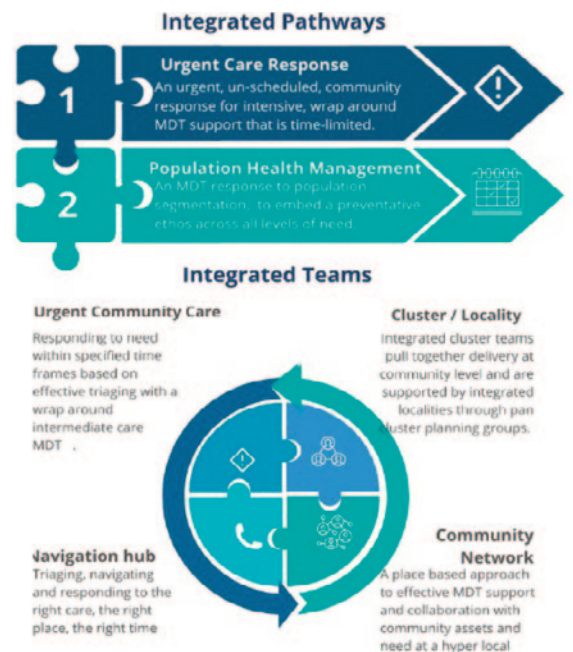 Integrated Pathways
1
Urgent Care Response
An urgent, un-scheduled, community
response for intensive, wrap around
MDT support that is time-limited.
2
Population Health Management
An MDT response to population
segmentation, to embed a preventative
ethos across all levels of need.
Integrated Teams
Urgent Community Care
Responding to need
within specified time
frames based on
effective triaging with a
wrap around
intermediate care
MDT .
Cluster / Locality
Integrated cluster teams
pull together delivery at
community level and are
supported by integrated
localities through pan
cluster planning groups.
Navigation hub
Triaging, navigating
and responding to the
right care, the right
place, the right time
Community
Network
A place based approach
to effective MDT support
and collaboration with
community assets and
need at a hyper local